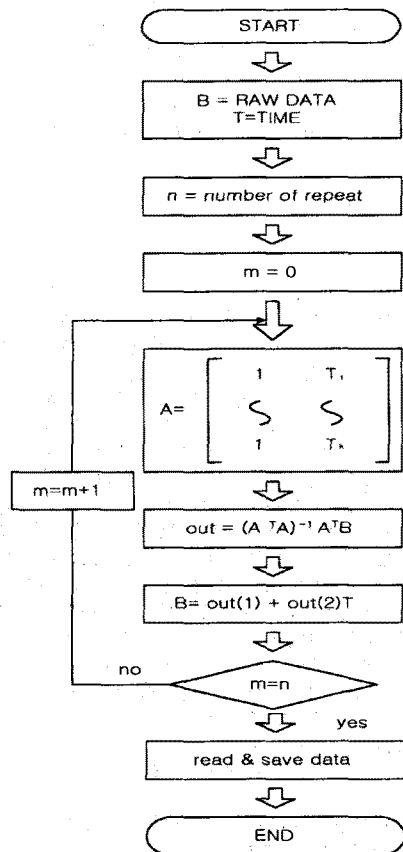 START
B = RAW DATA
T=TIME
n = number of repeat
m = 0
A=
1 T₁
1 Tₖ
m=m+1
out = (A ᵀA)⁻¹ AᵀB
B= out(1) + out(2)T
no
m=n
yes
read & save data
END